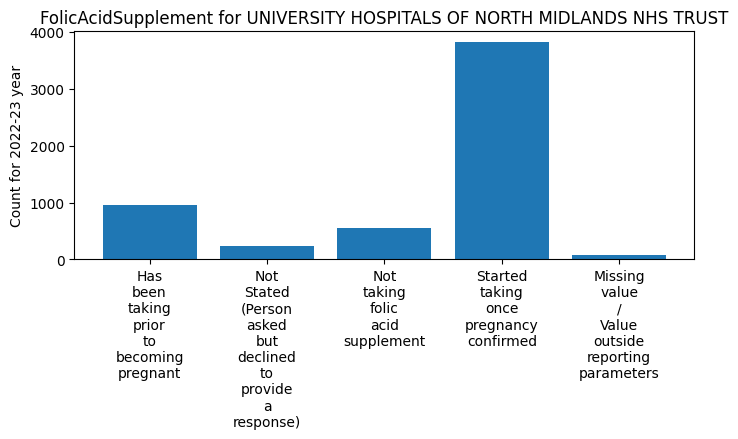 FolicAcidSupplement for UNIVERSITY HOSPITALS OF NORTH MIDLANDS NHS TRUST
Count for 2022-23 year
4000
3000
2000
1000
0
Has
been
taking
prior
to
becoming
pregnant
Not
Stated
(Person
asked
but
declined
to
provide
a
response)
Not
taking
folic
acid
supplement
Started
taking
once
pregnancy
confirmed
Missing
value
/
Value
outside
reporting
parameters